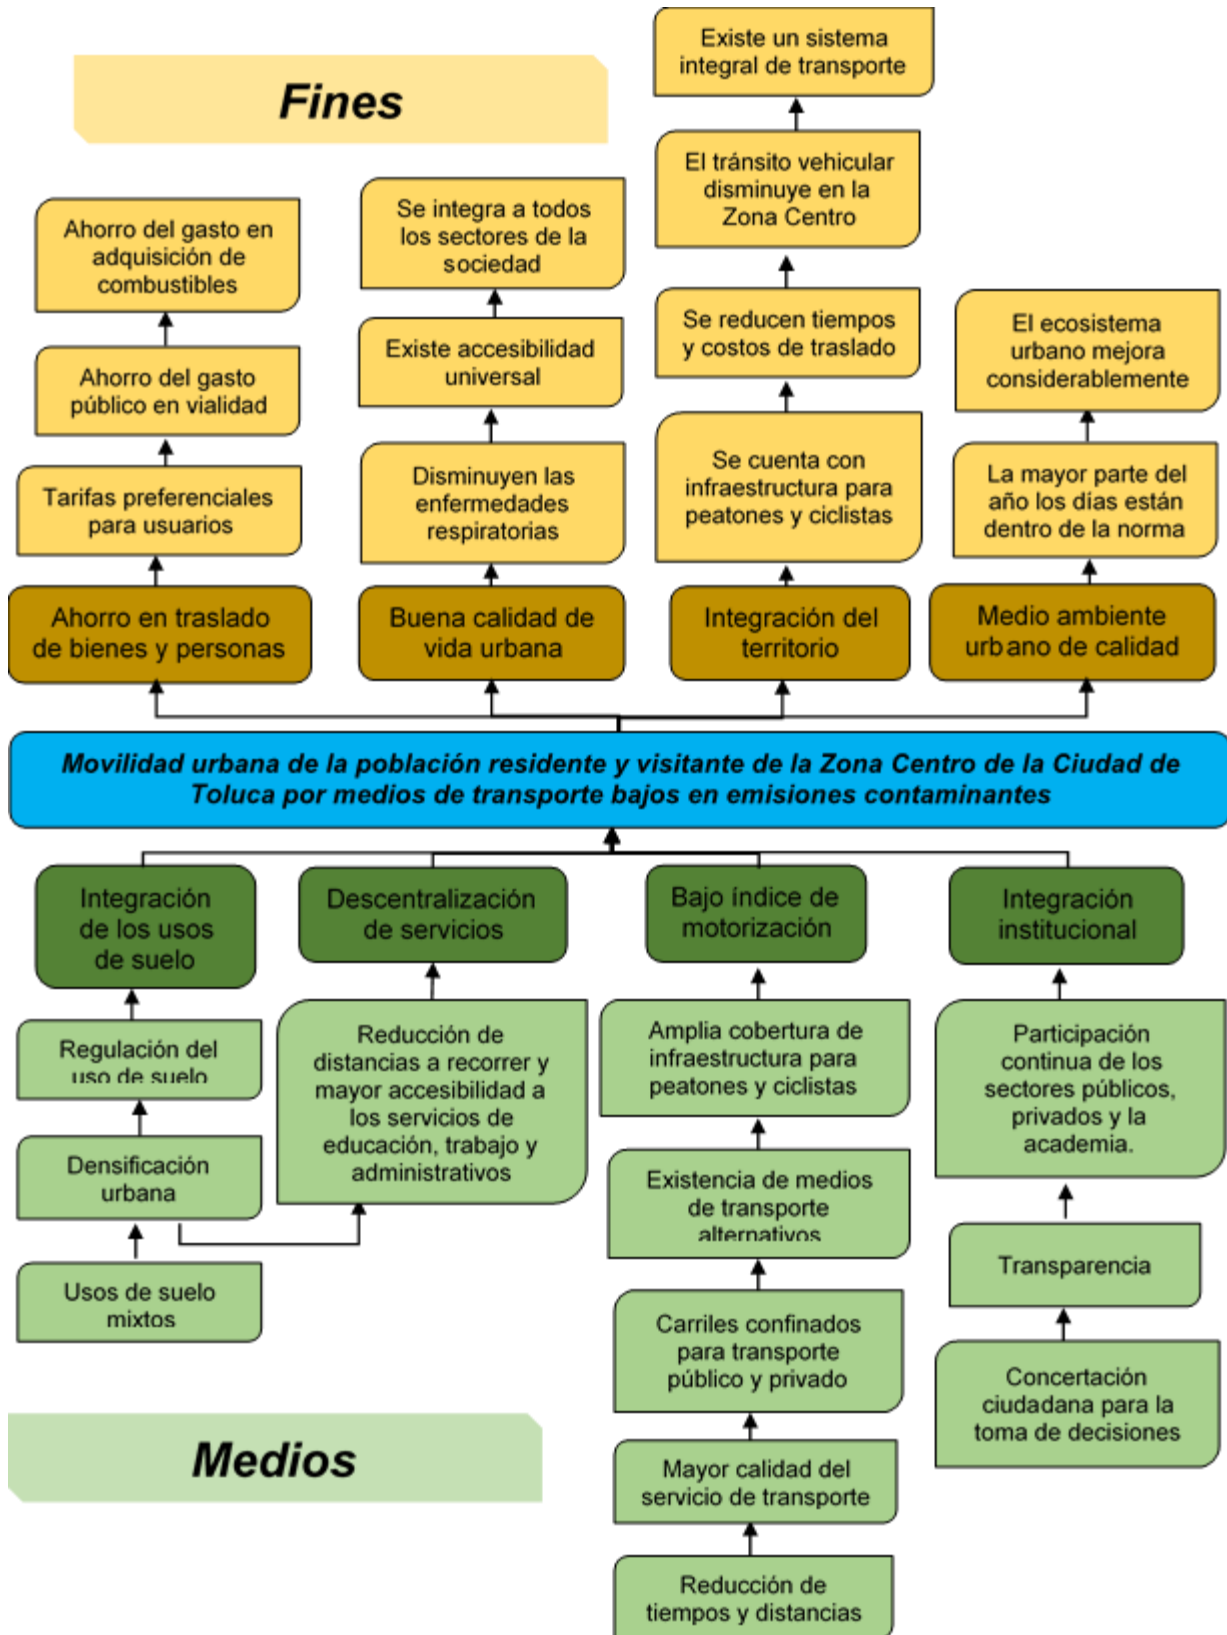 Fines
Existe un sistema
integral de transporte
El tránsito vehicular
disminuye en la
Zona Centro
Se reducen tiempos
y costos de traslado
Se cuenta con
infraestructura para
peatones y ciclistas
Integración del
territorio
Ahorro del gasto en
adquisición de
combustibles
Ahorro del gasto
público en vialidad
Tarifas preferenciales
para usuarios
Ahorro en traslado
de bienes y personas
Se integra a todos
los sectores de la
sociedad
Existe accesibilidad
universal
Disminuyen las
enfermedades
respiratorias
Buena calidad de
vida urbana
El ecosistema
urbano mejora
considerablemente
La mayor parte del
año los días están
dentro de la norma
Medio ambiente
urbano de calidad
Movilidad urbana de la población residente y visitante de la Zona Centro de la Ciudad de
Toluca por medios de transporte bajos en emisiones contaminantes
Integración
de los usos
de suelo
Regulación del
uso de suelo
Densificación
urbana
Usos de suelo
mixtos
Descentralización
de servicios
Reducción de
distancias a recorrer y
mayor accesibilidad a
los servicios de
educación, trabajo y
administrativos
Bajo índice de
motorización
Amplia cobertura de
infraestructura para
peatones y ciclistas
Existencia de medios
de transporte
alternativos
Carriles confinados
para transporte
público y privado
Mayor calidad del
servicio de transporte
Reducción de
tiempos y distancias
Integración
institucional
Participación
continua de los
sectores públicos,
privados y la
academia.
Transparencia
Concertación
ciudadana para la
toma de decisiones
Medios